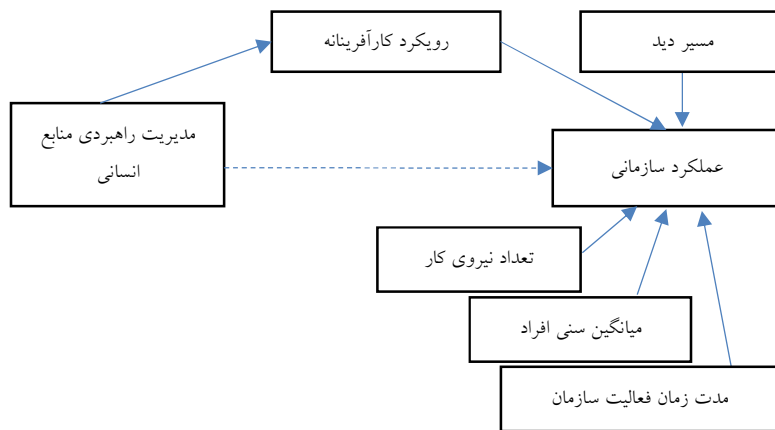 مسیر دید
رویکرد کارآفرینانه
مدیریت راهبردی منابع
انسانی
عملکرد سازمانی
تعداد نیروی کار
میانگین سنی افراد
مدت زمان فعالیت سازمان